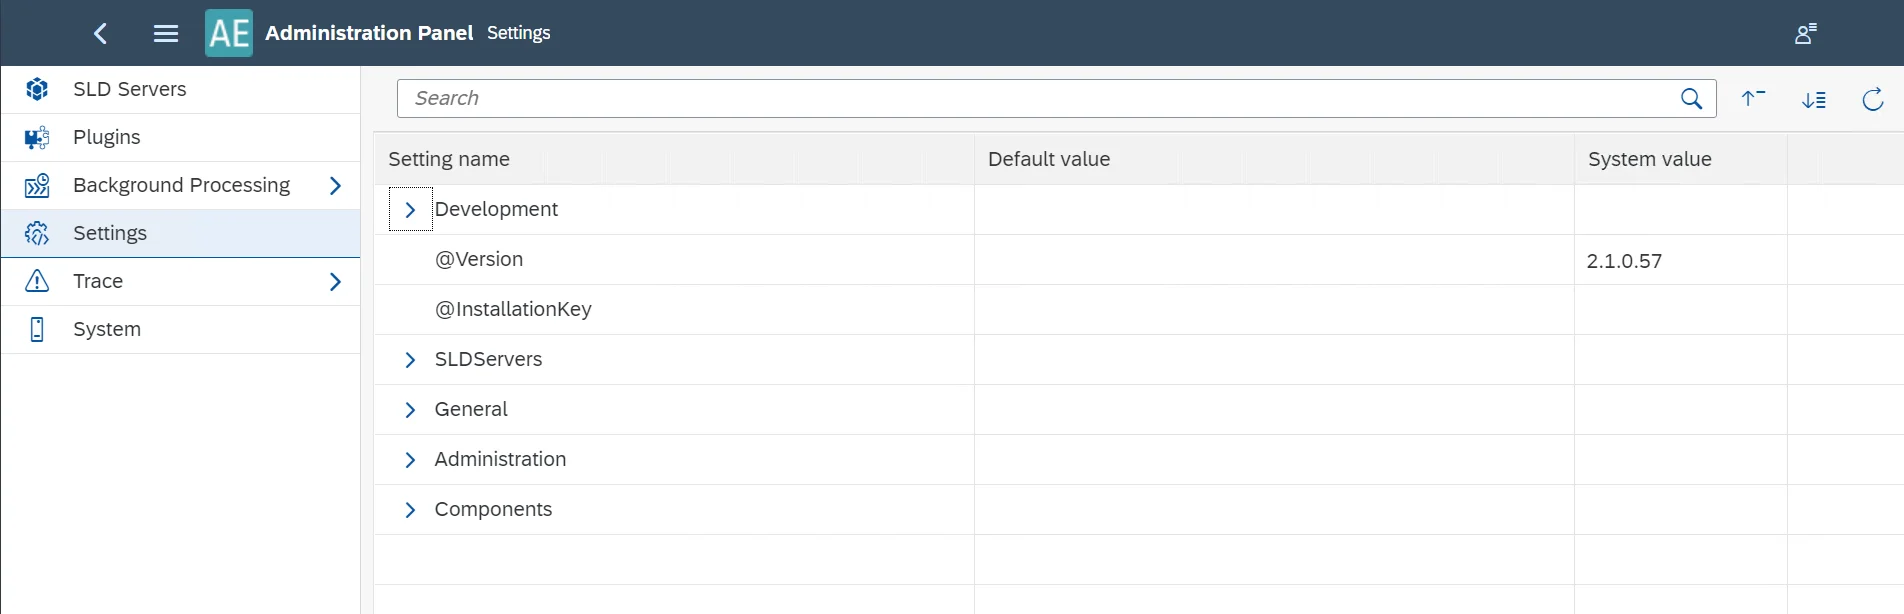 AE Administration Panel Settings
SLD Servers
Plugins
Background Processing
Settings
Trace
System
Search
Setting name Default value System value
Development
@Version 2.1.0.57
@InstallationKey
SLDServers
General
Administration
Components